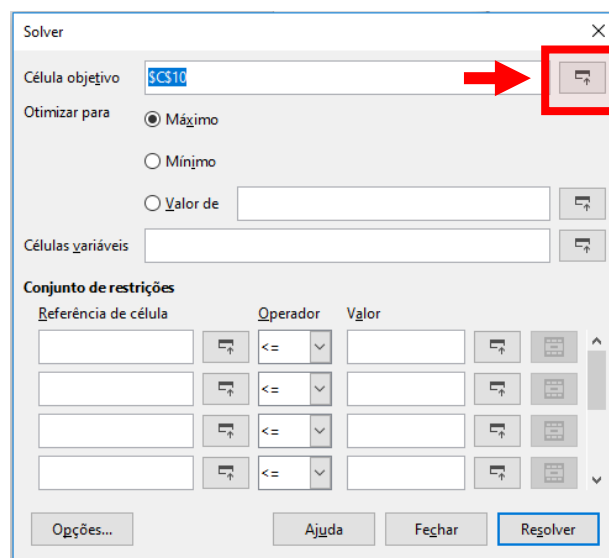 Solver
Célula objetivo $C$10
Otimizar para Máximo
Mínimo
Valor de
Células variáveis
Conjunto de restrições
Referência de célula Operador Valor
<=
<=
<=
<=
Opções... Ajuda Fechar Resolver